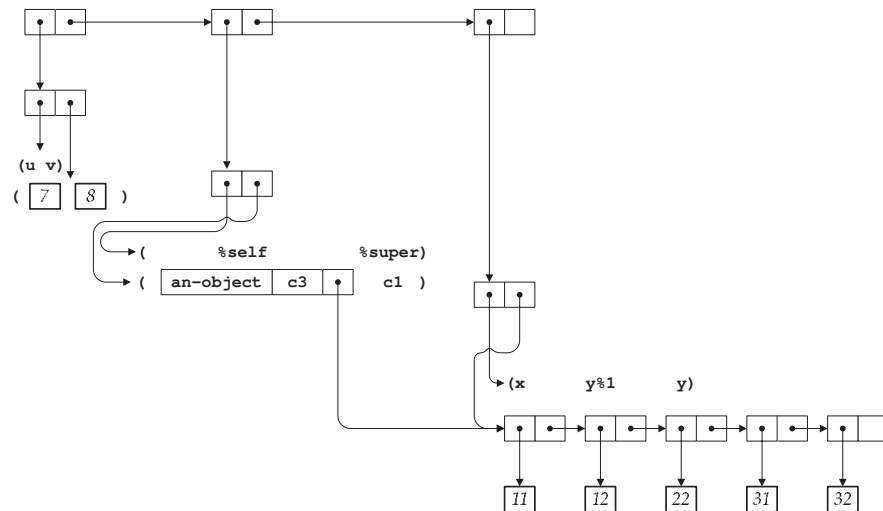 (u v)
( 7 8 )
( %self %super)
( an-object c3 c1 )
(x y%1 y)
11 12 22 31 32